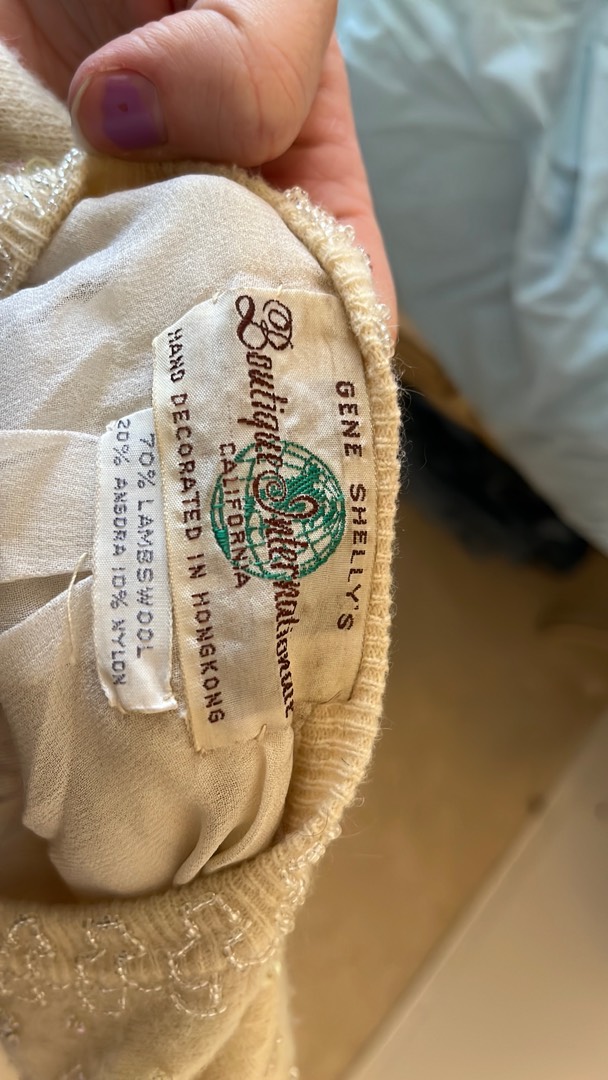 GENE SHELLY'S
Boutique Internationale
CALIFORNIA
HAND DECORATED IN HONGKONG
70% LAMBSWOOL
20% ANGORA 10% NYLON